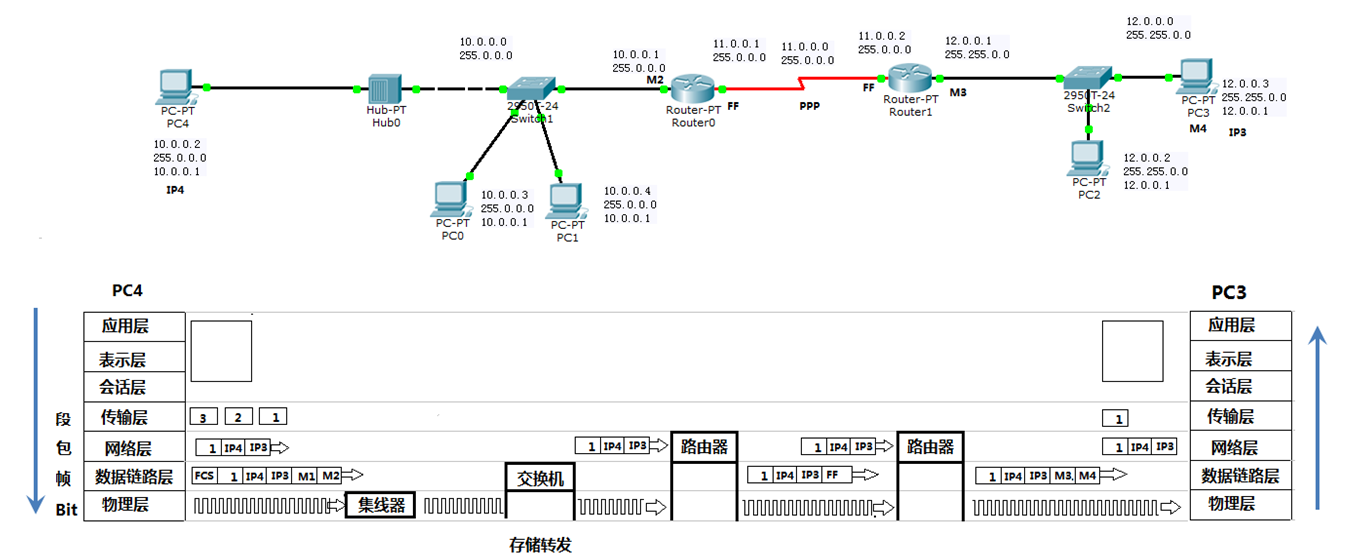 12.0.0.0
255.255.0.0
10.0.0.0
255.0.0.0
10.0.0.1
255.0.0.0
M2
11.0.0.1
255.0.0.0
11.0.0.0
255.0.0.0
11.0.0.2
255.0.0.0
12.0.0.1
255.255.0.0
PC-PT
PC4
Hub-PT
Hub0
2950T-24
Switch1
Router-PT
Router0
FF
PPP
FF
Router-PT
Router1
M3
2950T-24
Switch2
PC-PT
PC3
M4
12.0.0.3
255.255.0.0
12.0.0.1
IP3
10.0.0.2
255.0.0.0
10.0.0.1
IP4
PC-PT
PC0
10.0.0.3
255.0.0.0
10.0.0.1
PC-PT
PC1
10.0.0.4
255.0.0.0
10.0.0.1
PC-PT
PC2
12.0.0.2
255.255.0.0
12.0.0.1
PC4
PC3
应用层
应用层
表示层
表示层
会话层
会话层
段 传输层 3 2 1
1 传输层
包 网络层 1 IP4 IP3
1 IP4 IP3 路由器 1 IP4 IP3 路由器 1 IP4 IP3 网络层
帧 数据链路层 FCS 1 IP4 IP3 M1 M2
交换机 1 IP4 IP3 FF 1 IP4 IP3 M3, M4 数据链路层
Bit 物理层 集线器 物理层
存储转发